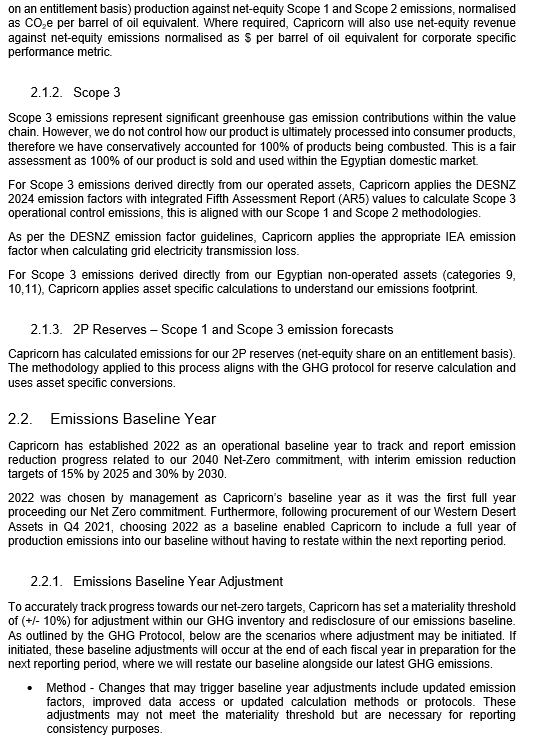 on an entitlement basis) production against net-equity Scope 1 and Scope 2 emissions, normalised
as CO₂e per barrel of oil equivalent. Where required, Capricorn will also use net-equity revenue
against net-equity emissions normalised as $ per barrel of oil equivalent for corporate specific
performance metric.
2.1.2. Scope 3
Scope 3 emissions represent significant greenhouse gas emission contributions within the value
chain. However, we do not control how our product is ultimately processed into consumer products,
therefore we have conservatively accounted for 100% of products being combusted. This is a fair
assessment as 100% of our product is sold and used within the Egyptian domestic market.
For Scope 3 emissions derived directly from our operated assets, Capricorn applies the DESNZ
2024 emission factors with integrated Fifth Assessment Report (AR5) values to calculate Scope 3
operational control emissions, this is aligned with our Scope 1 and Scope 2 methodologies.
As per the DESNZ emission factor guidelines, Capricorn applies the appropriate IEA emission
factor when calculating grid electricity transmission loss.
For Scope 3 emissions derived directly from our Egyptian non-operated assets (categories 9,
10,11), Capricorn applies asset specific calculations to understand our emissions footprint.
2.1.3. 2P Reserves – Scope 1 and Scope 3 emission forecasts
Capricorn has calculated emissions for our 2P reserves (net-equity share on an entitlement basis).
The methodology applied to this process aligns with the GHG protocol for reserve calculation and
uses asset specific conversions.
2.2. Emissions Baseline Year
Capricorn has established 2022 as an operational baseline year to track and report emission
reduction progress related to our 2040 Net-Zero commitment, with interim emission reduction
targets of 15% by 2025 and 30% by 2030.
2022 was chosen by management as Capricorn's baseline year as it was the first full year
proceeding our Net Zero commitment. Furthermore, following procurement of our Western Desert
Assets in Q4 2021, choosing 2022 as a baseline enabled Capricorn to include a full year of
production emissions into our baseline without having to restate within the next reporting period.
2.2.1. Emissions Baseline Year Adjustment
To accurately track progress towards our net-zero targets, Capricorn has set a materiality threshold
of (+/- 10%) for adjustment within our GHG inventory and redisclosure of our emissions baseline.
As outlined by the GHG Protocol, below are the scenarios where adjustment may be initiated. If
initiated, these baseline adjustments will occur at the end of each fiscal year in preparation for the
next reporting period, where we will restate our baseline alongside our latest GHG emissions.
• Method - Changes that may trigger baseline year adjustments include updated emission
factors, improved data access or updated calculation methods or protocols. These
adjustments may not meet the materiality threshold but are necessary for reporting
consistency purposes.